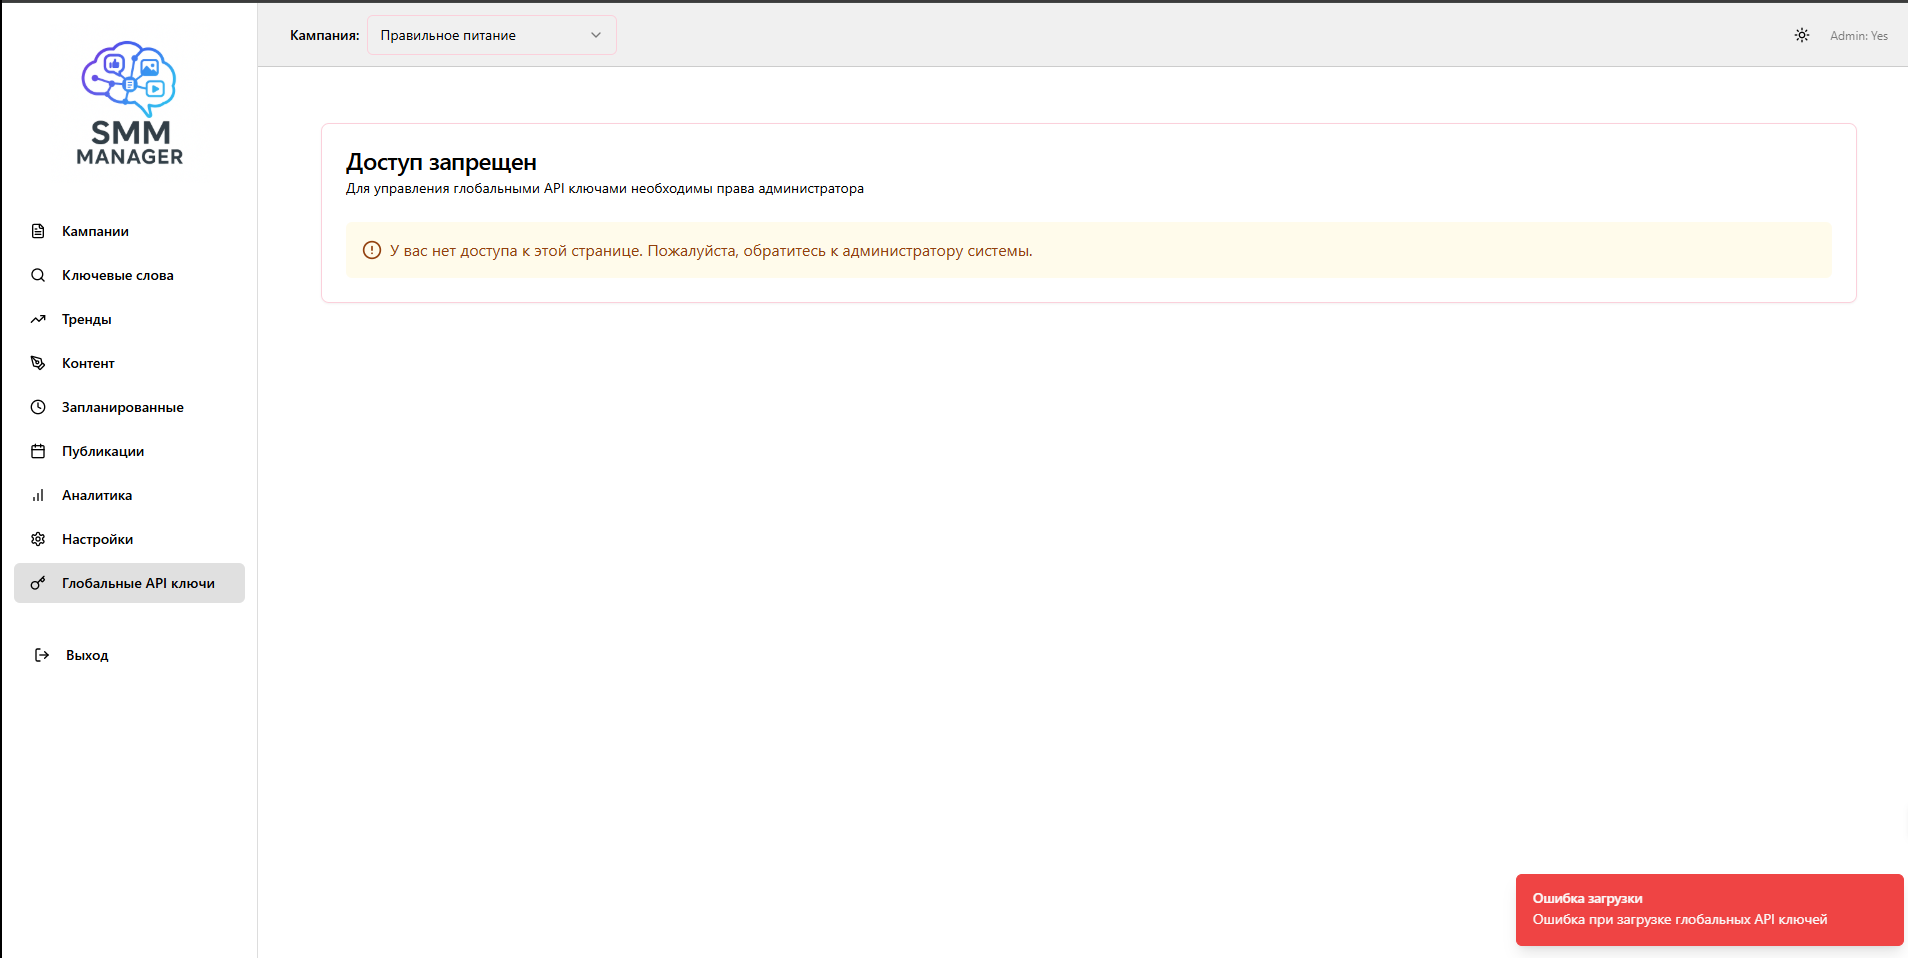 SMM
MANAGER
Кампания:
Правильное питание
Admin: Yes
Кампании
Ключевые слова
Тренды
Контент
Запланированные
Публикации
Аналитика
Настройки
Глобальные API ключи
Выход
Доступ запрещен
Для управления глобальными API ключами необходимы права администратора
У вас нет доступа к этой странице. Пожалуйста, обратитесь к администратору системы.
Ошибка загрузки
Ошибка при загрузке глобальных API ключей